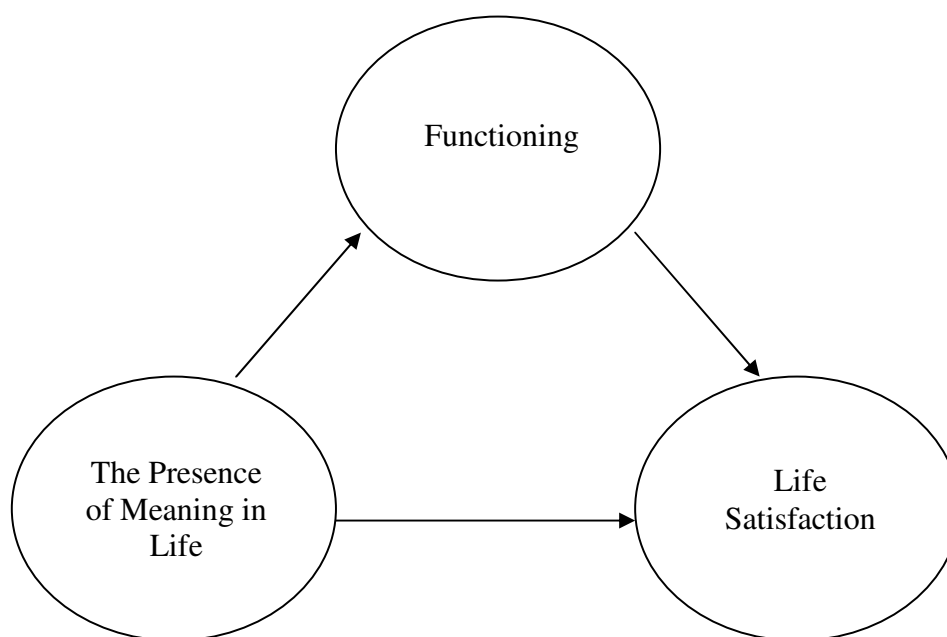 Functioning
The Presence
of Meaning in
Life
Life
Satisfaction